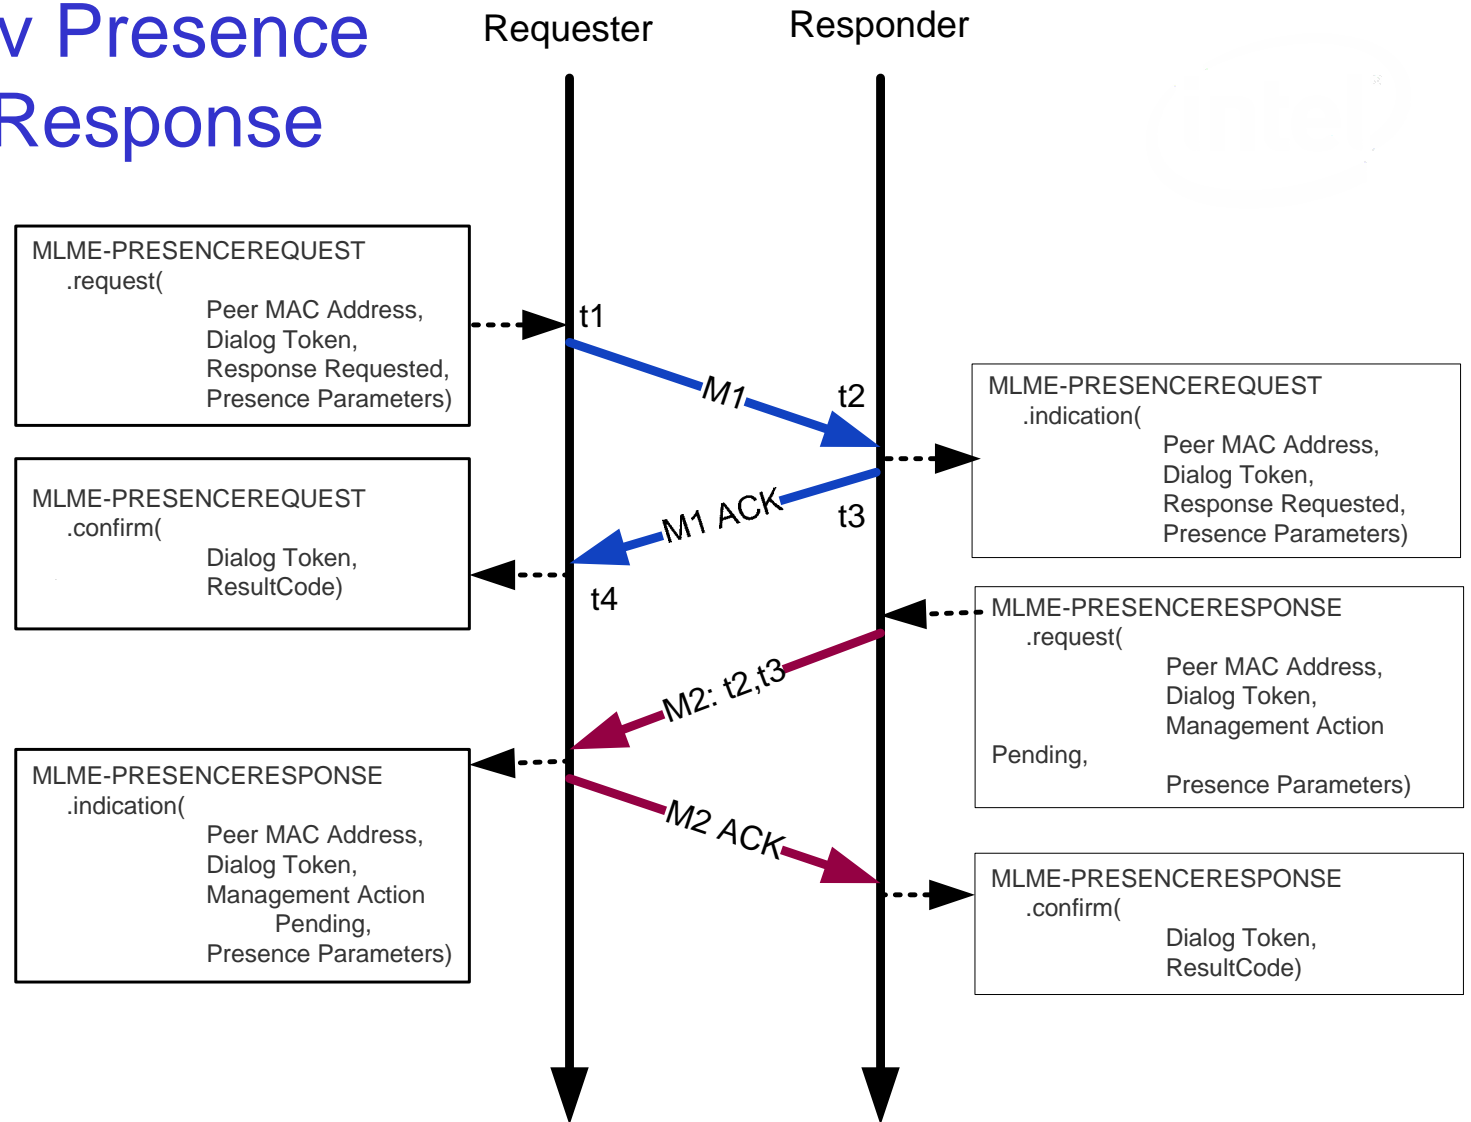 v Presence
Response
Requester
Responder
MLME-PRESENCEREQUEST
.request(
Peer MAC Address,
Dialog Token,
Response Requested,
Presence Parameters)
t1
M1
t2
MLME-PRESENCEREQUEST
.indication(
Peer MAC Address,
Dialog Token,
Response Requested,
Presence Parameters)
MLME-PRESENCEREQUEST
.confirm(
Dialog Token,
ResultCode)
M1 ACK
t3
t4
MLME-PRESENCERESPONSE
.request(
Peer MAC Address,
Dialog Token,
Management Action
Pending,
Presence Parameters)
M2: t2,t3
MLME-PRESENCERESPONSE
.indication(
Peer MAC Address,
Dialog Token,
Management Action
Pending,
Presence Parameters)
M2 ACK
MLME-PRESENCERESPONSE
.confirm(
Dialog Token,
ResultCode)
intel